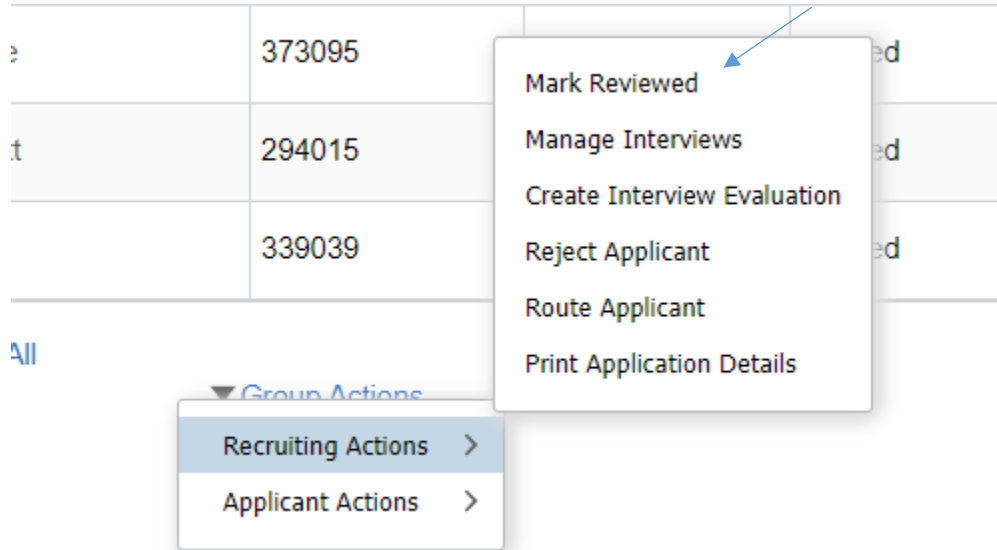 373095
Mark Reviewed
Manage Interviews
294015
Create Interview Evaluation
339039
Reject Applicant
Route Applicant
All
Print Application Details
Group Actions
Recruiting Actions
Applicant Actions